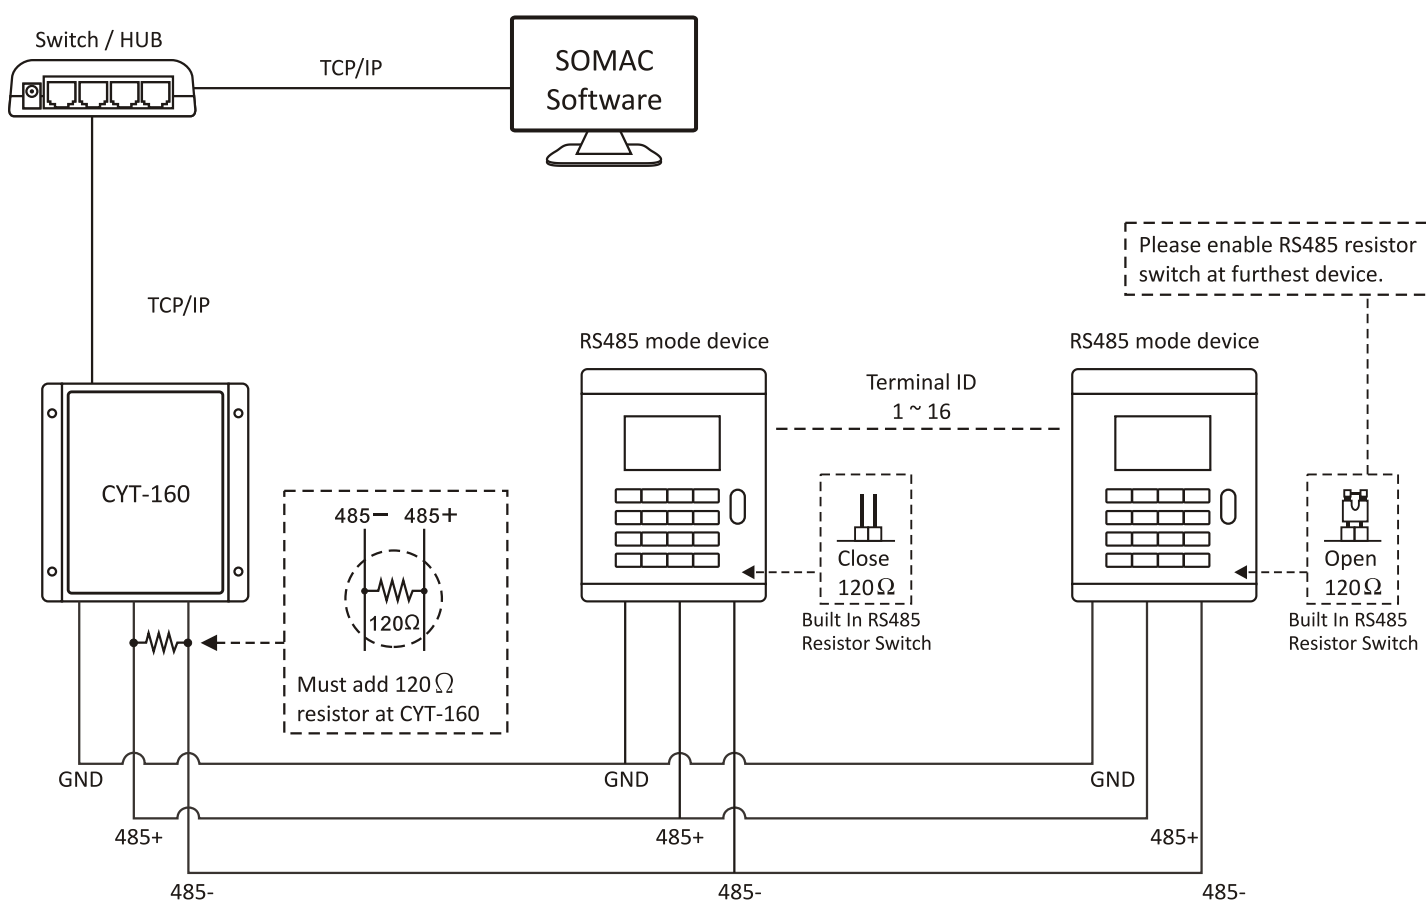 Switch / HUB
TCP/IP
SOMAC
Software
TCP/IP
Please enable RS485 resistor
switch at furthest device.
RS485 mode device
RS485 mode device
Terminal ID
1 ~ 16
CYT-160
485− 485+
120Ω
Must add 120Ω
resistor at CYT-160
Close
120Ω
Built In RS485
Resistor Switch
Open
120Ω
Built In RS485
Resistor Switch
GND
GND
GND
485+
485+
485+
485-
485-
485-